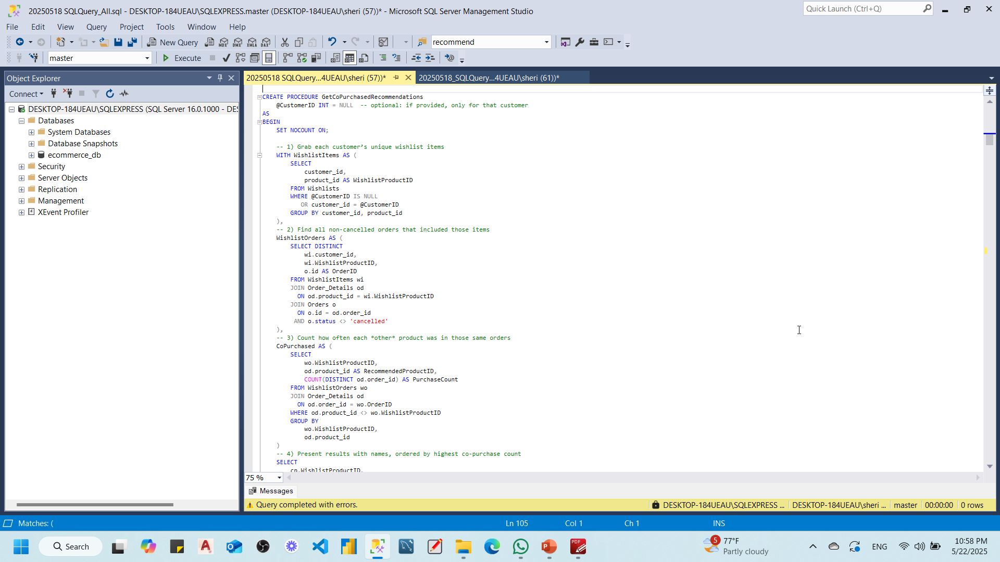 20250518 SQLQuery_All.sql - DESKTOP-184UEAU\SQLEXPRESS.master (DESKTOP-184UEAU\sheri (57))* - Microsoft SQL Server Management Studio
Quick Launch (Ctrl+Q)
File Edit View Query Project Tools Window Help
New Query
MDX DMX XMLA DAX
recommend
master
Execute
Object Explorer
20250518 SQLQuery...4UEAU\sheri (57))*
20250518_SQLQuery...4UEAU\sheri (61))*
Connect
DESKTOP-184UEAU\SQLEXPRESS (SQL Server 16.0.1000 - DES
Databases
System Databases
Database Snapshots
ecommerce_db
Security
Server Objects
Replication
Management
XEvent Profiler
CREATE PROCEDURE GetCoPurchasedRecommendations
@CustomerID INT = NULL -- optional: if provided, only for that customer
AS
BEGIN
SET NOCOUNT ON;
-- 1) Grab each customer’s unique wishlist items
WITH WishlistItems AS (
SELECT
customer_id,
product_id AS WishlistProductID
FROM Wishlists
WHERE @CustomerID IS NULL
OR customer_id = @CustomerID
GROUP BY customer_id, product_id
),
-- 2) Find all non-cancelled orders that included those items
WishlistOrders AS (
SELECT DISTINCT
wi.customer_id,
wi.WishlistProductID,
o.id AS OrderID
FROM WishlistItems wi
JOIN Order_Details od
ON od.product_id = wi.WishlistProductID
JOIN Orders o
ON o.id = od.order_id
AND o.status <> 'cancelled'
),
-- 3) Count how often each *other* product was in those same orders
CoPurchased AS (
SELECT
wo.WishlistProductID,
od.product_id AS RecommendedProductID,
COUNT(DISTINCT od.order_id) AS PurchaseCount
FROM WishlistOrders wo
JOIN Order_Details od
ON od.order_id = wo.OrderID
WHERE od.product_id <> wo.WishlistProductID
GROUP BY
wo.WishlistProductID,
od.product_id
)
-- 4) Present results with names, ordered by highest co-purchase count
SELECT
cp.WishlistProductID,
75 %
Messages
Query completed with errors.
DESKTOP-184UEAU\SQLEXPRESS ...
DESKTOP-184UEAU\sheri ...
master
00:00:00
0 rows
Matches: (
Ln 105
Col 1
Ch 1
INS
Search
PDF
5
77°F
Partly cloudy
ENG
10:58 PM
5/22/2025